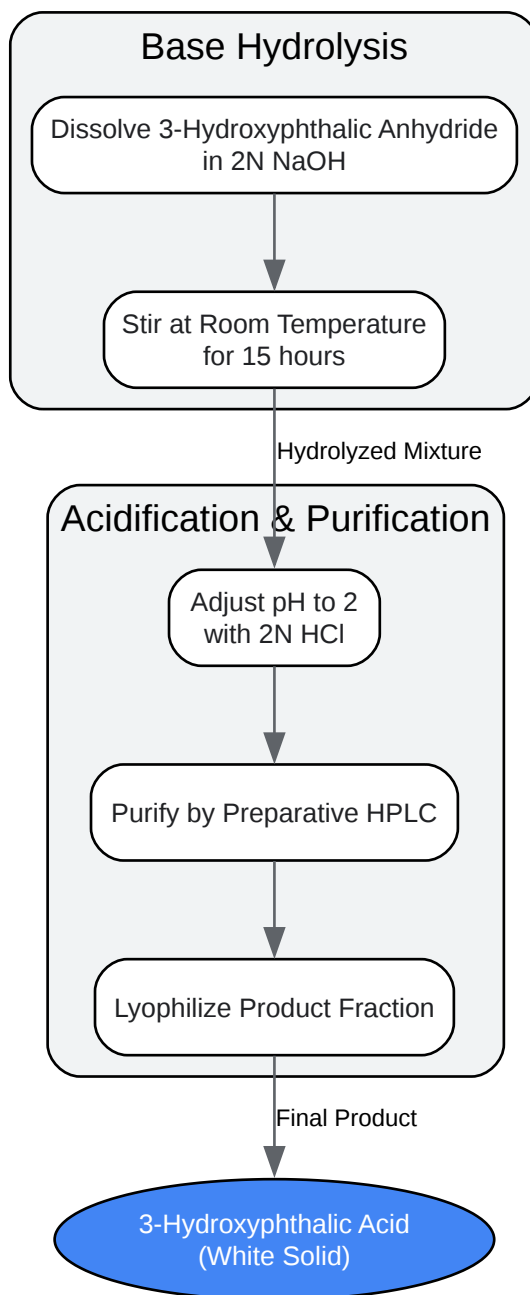 Base Hydrolysis
Dissolve 3-Hydroxyphthalic Anhydride
in 2N NaOH
Stir at Room Temperature
for 15 hours
Hydrolyzed Mixture
Acidification & Purification
Adjust pH to 2
with 2N HCl
Purify by Preparative HPLC
Lyophilize Product Fraction
Final Product
3-Hydroxyphthalic Acid
(White Solid)